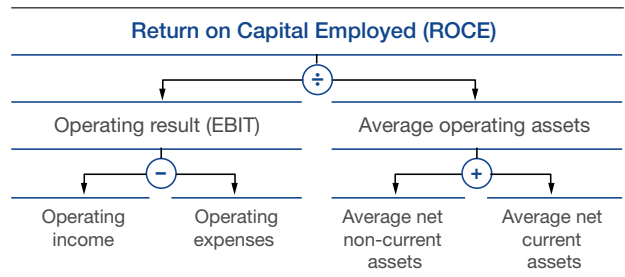 Return on Capital Employed (ROCE)
÷
Operating result (EBIT)
Average operating assets
−
+
Operating
income
Operating
expenses
Average net
non-current
assets
Average net
current
assets